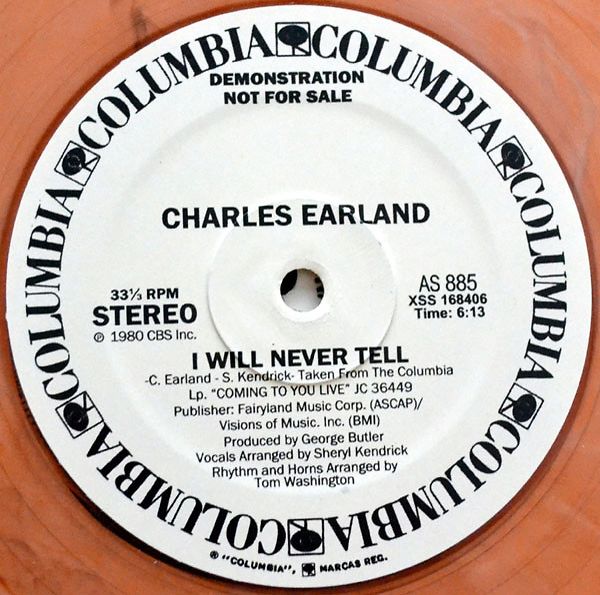 COLUMBIA COLUMBIA COLUMBIA COLUMBIA COLUMBIA COLUMBIA COLUMBIA
DEMONSTRATION
NOT FOR SALE
CHARLES EARLAND
33⅓ RPM
STEREO
℗ 1980 CBS Inc.
AS 885
XSS 168406
Time: 6:13
I WILL NEVER TELL
-C. Earland - S. Kendrick- Taken From The Columbia
Lp. "COMING TO YOU LIVE" JC 36449
Publisher: Fairyland Music Corp. (ASCAP)/
Visions of Music. Inc. (BMI)
Produced by George Butler
Vocals Arranged by Sheryl Kendrick
Rhythm and Horns Arranged by
Tom Washington
® "COLUMBIA", MARCAS REG.